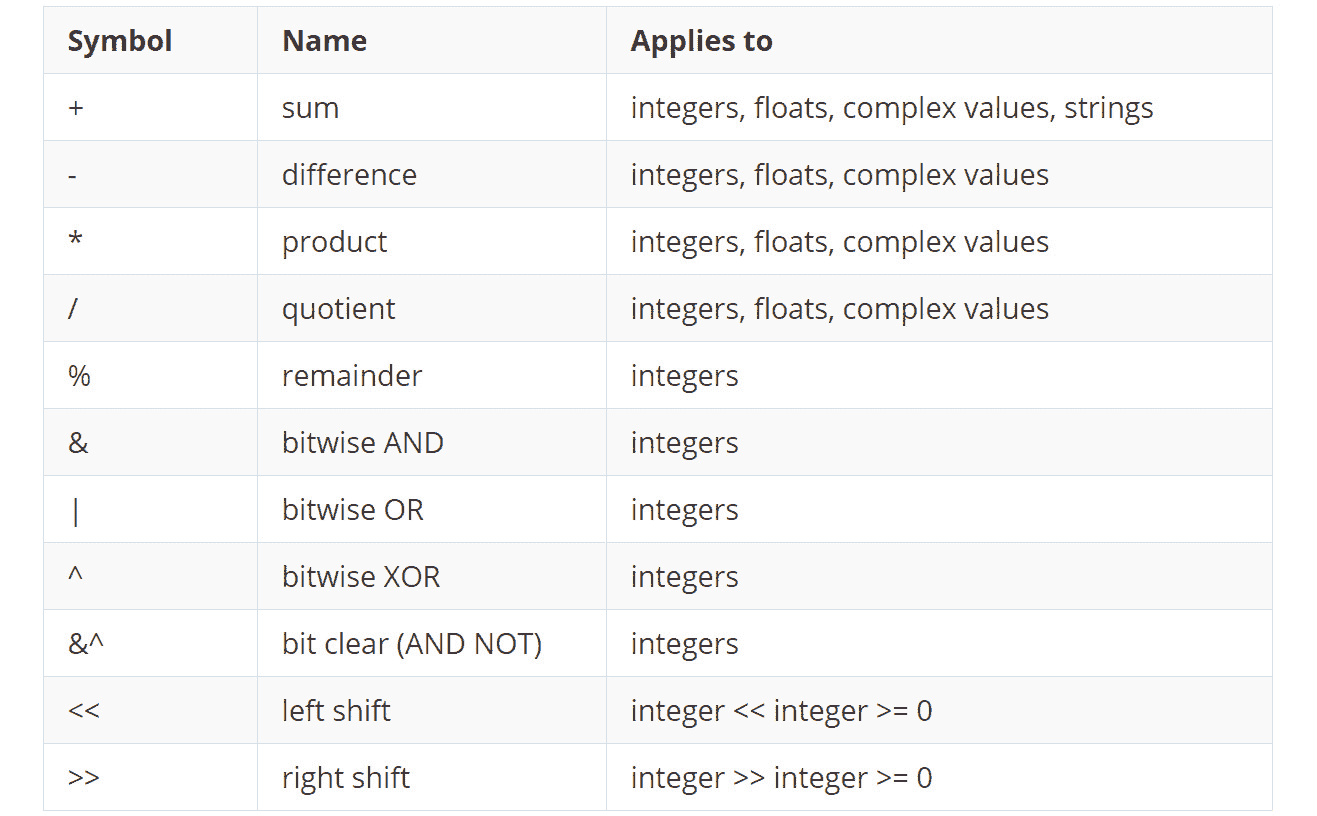 Symbol Name Applies to
+ sum integers, floats, complex values, strings
- difference integers, floats, complex values
* product integers, floats, complex values
/ quotient integers, floats, complex values
% remainder integers
& bitwise AND integers
| bitwise OR integers
^ bitwise XOR integers
&^ bit clear (AND NOT) integers
<< left shift integer << integer >= 0
>> right shift integer >> integer >= 0